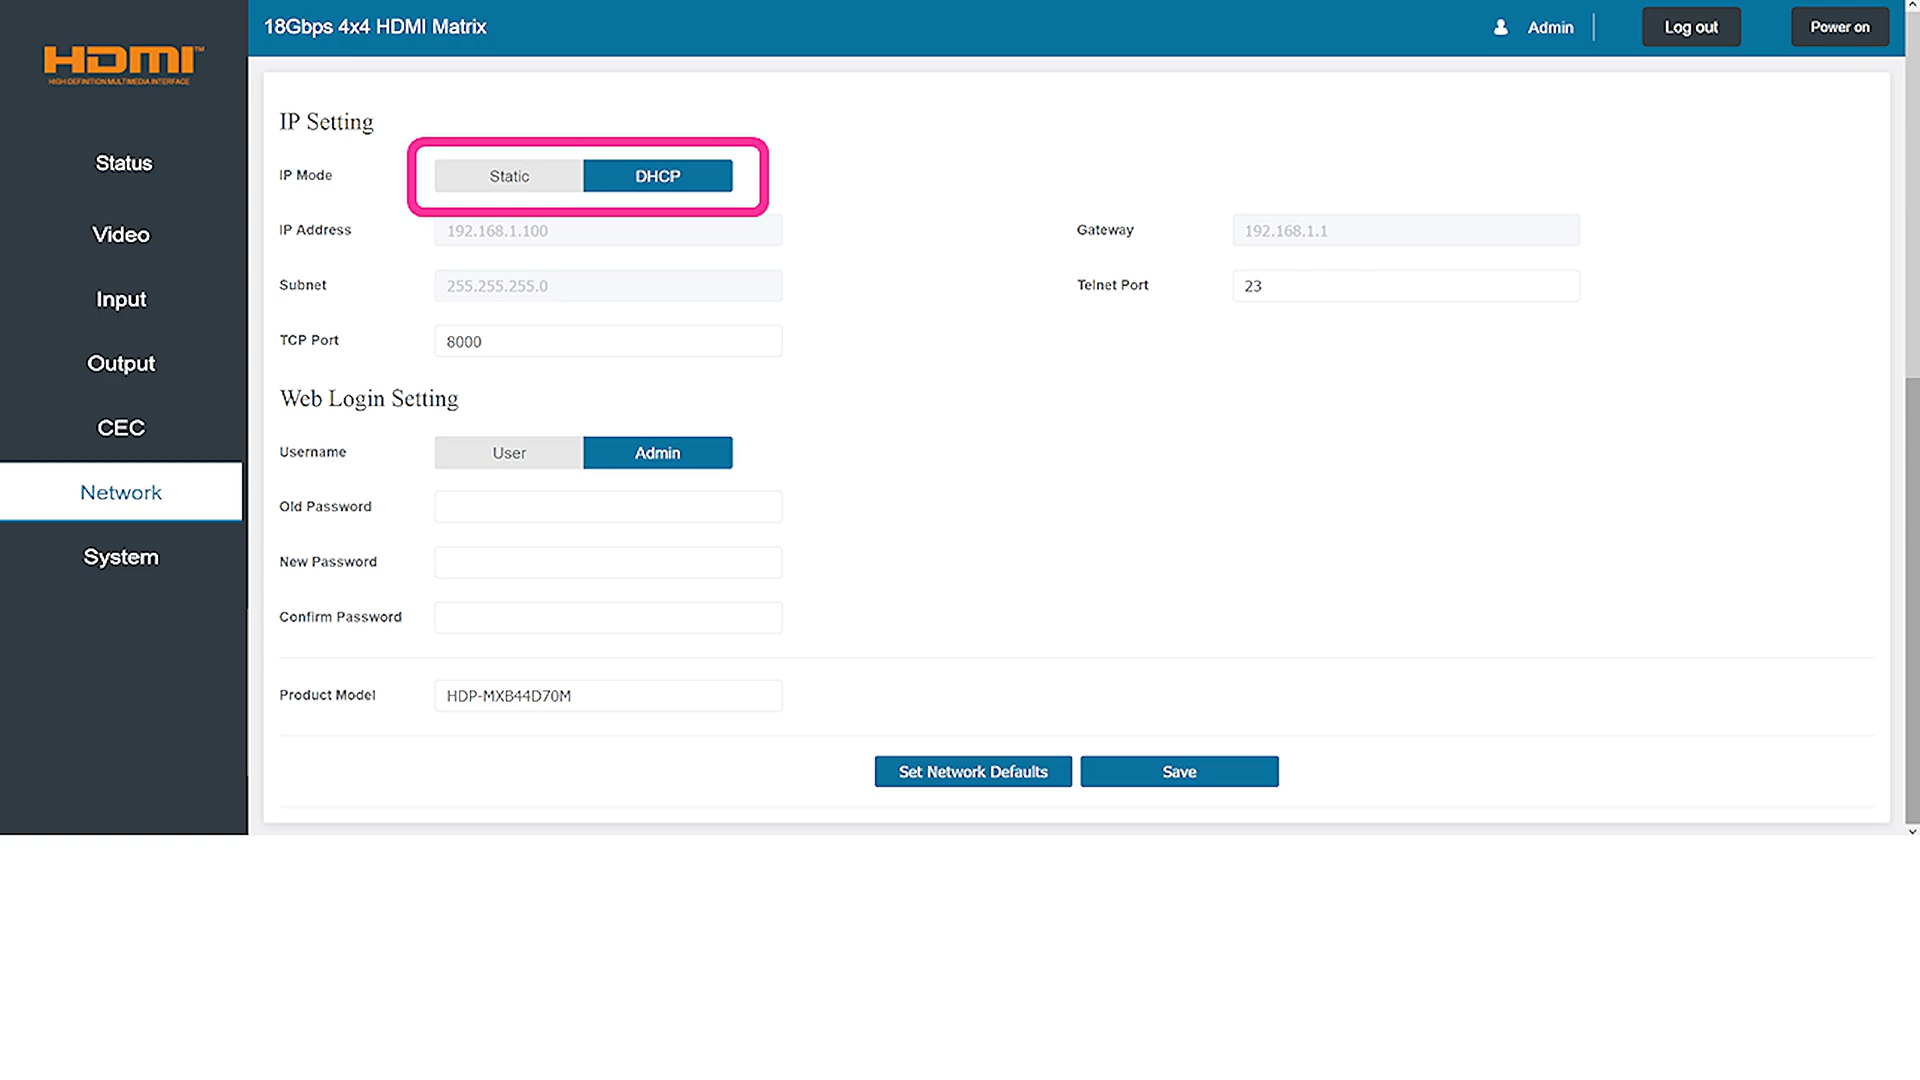 HDMI™
HIGH DEFINITION MULTIMEDIA INTERFACE
18Gbps 4x4 HDMI Matrix
Admin
Log out
Power on
Status
Video
Input
Output
CEC
Network
System
IP Setting
IP Mode
Static
DHCP
IP Address
192.168.1.100
Gateway
192.168.1.1
Subnet
255.255.255.0
Telnet Port
23
TCP Port
8000
Web Login Setting
Username
User
Admin
Old Password
New Password
Confirm Password
Product Model
HDP-MXB44D70M
Set Network Defaults
Save